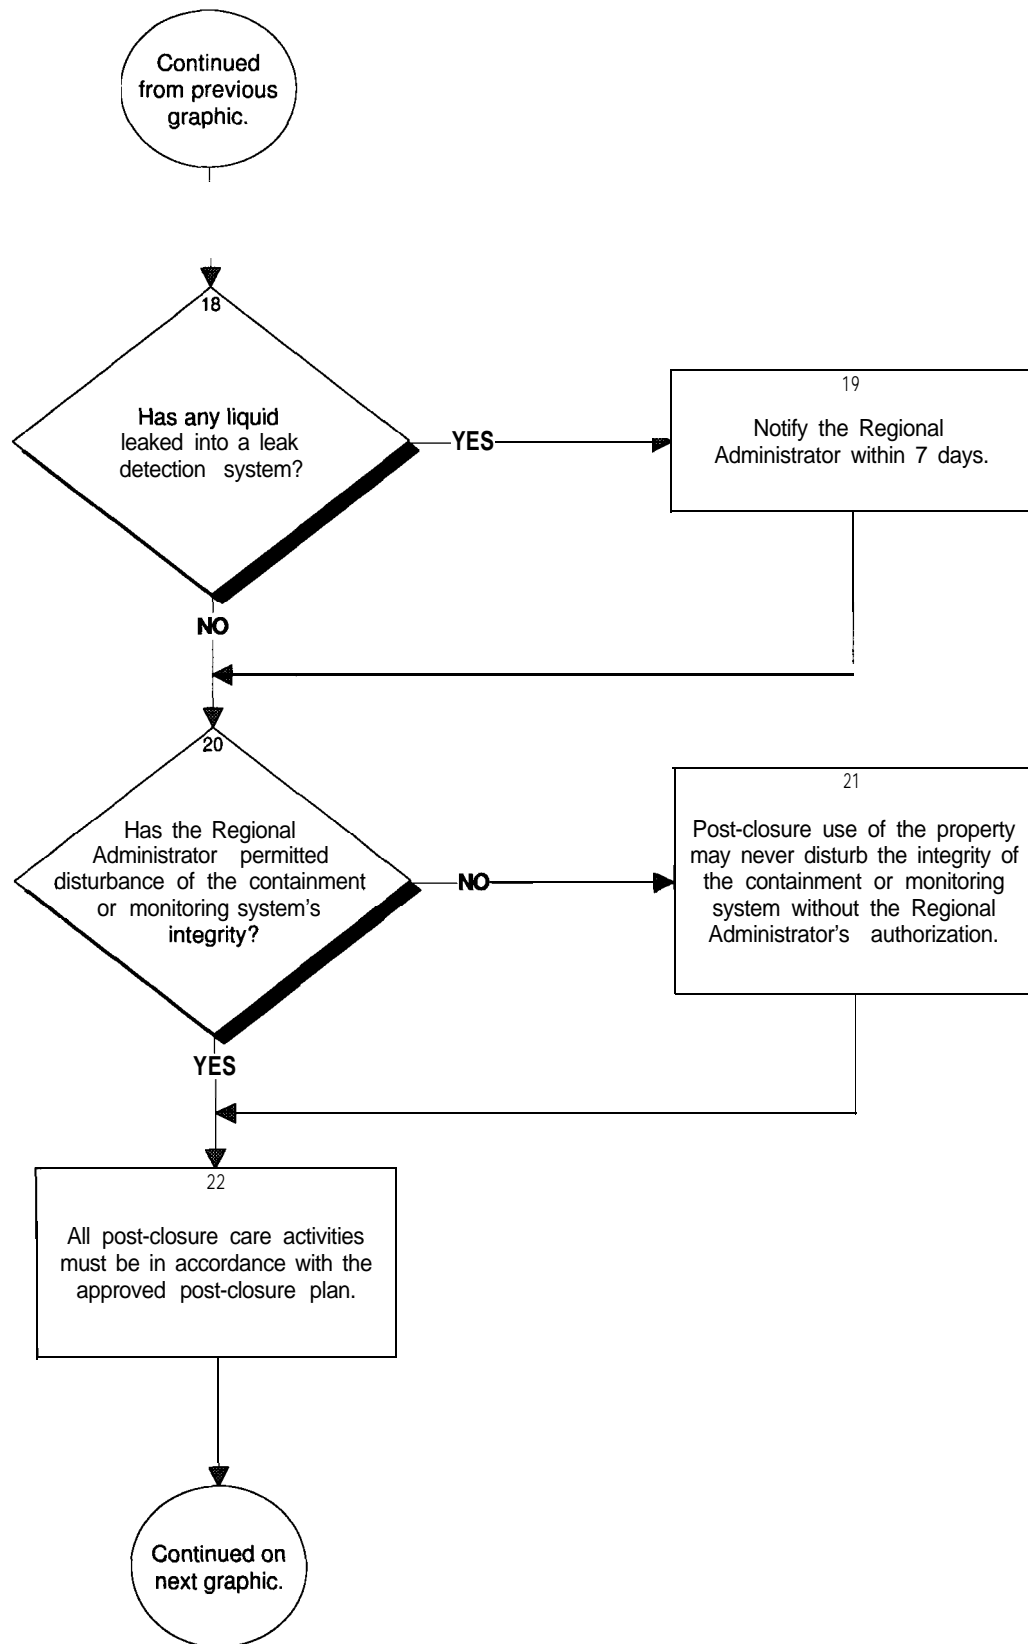 Continued
from previous
graphic.
18
Has any liquid
leaked into a leak
detection system?
YES
19
Notify the Regional
Administrator within 7 days.
NO
20
Has the Regional
Administrator permitted
disturbance of the containment
or monitoring system's
integrity?
NO
21
Post-closure use of the property
may never disturb the integrity of
the containment or monitoring
system without the Regional
Administrator's authorization.
YES
22
All post-closure care activities
must be in accordance with the
approved post-closure plan.
Continued on
next graphic.